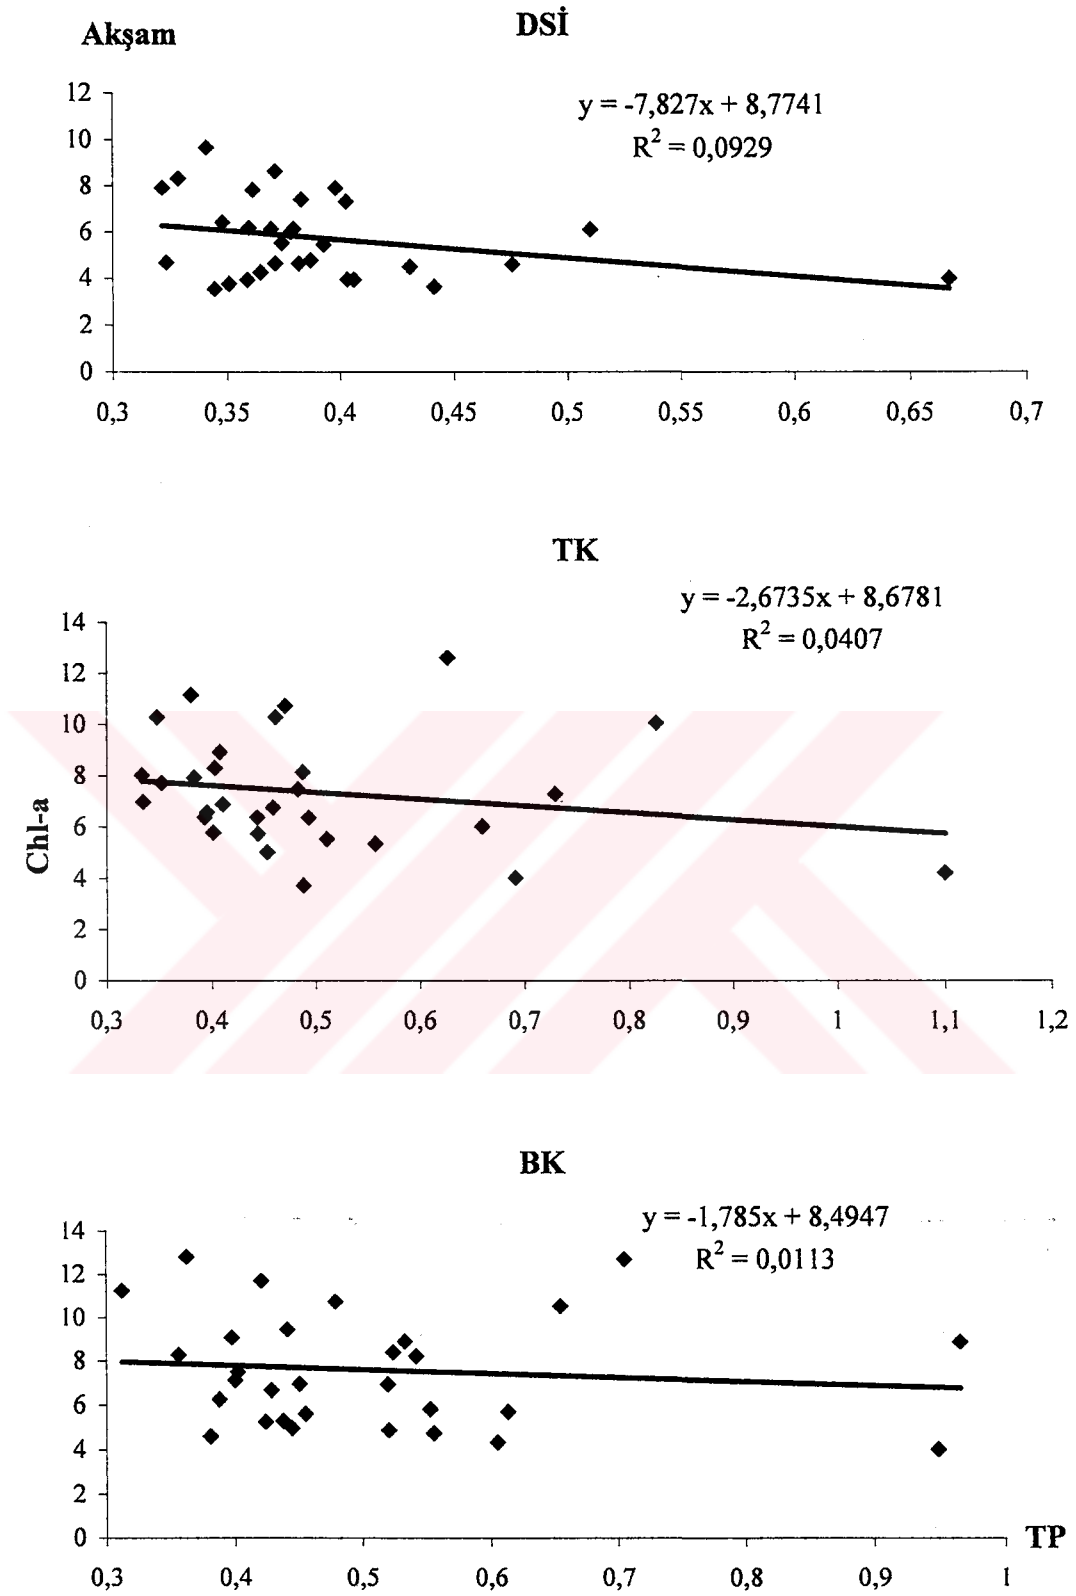 Akşam
DSİ
y = -7,827x + 8,7741
R² = 0,0929
12
10
8
6
4
2
0
0,3 0,35 0,4 0,45 0,5 0,55 0,6 0,65 0,7
TK
y = -2,6735x + 8,6781
R² = 0,0407
Chl-a
14
12
10
8
6
4
2
0
0,3 0,4 0,5 0,6 0,7 0,8 0,9 1 1,1 1,2
BK
y = -1,785x + 8,4947
R² = 0,0113
14
12
10
8
6
4
2
0
TP
0,3 0,4 0,5 0,6 0,7 0,8 0,9 1